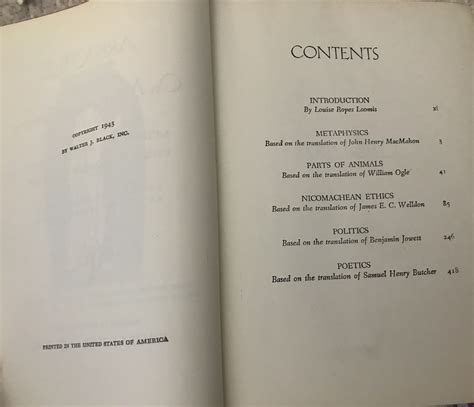 COPYRIGHT 1943
BY WALTER J. BLACK, INC.
PRINTED IN THE UNITED STATES OF AMERICA
CONTENTS
INTRODUCTION
By Louise Ropes Loomis xi
METAPHYSICS
Based on the translation of John Henry MacMahon 3
PARTS OF ANIMALS
Based on the translation of William Ogle 41
NICOMACHEAN ETHICS
Based on the translation of James E. C. Welldon 85
POLITICS
Based on the translation of Benjamin Jowett 246
POETICS
Based on the translation of Samuel Henry Butcher 418